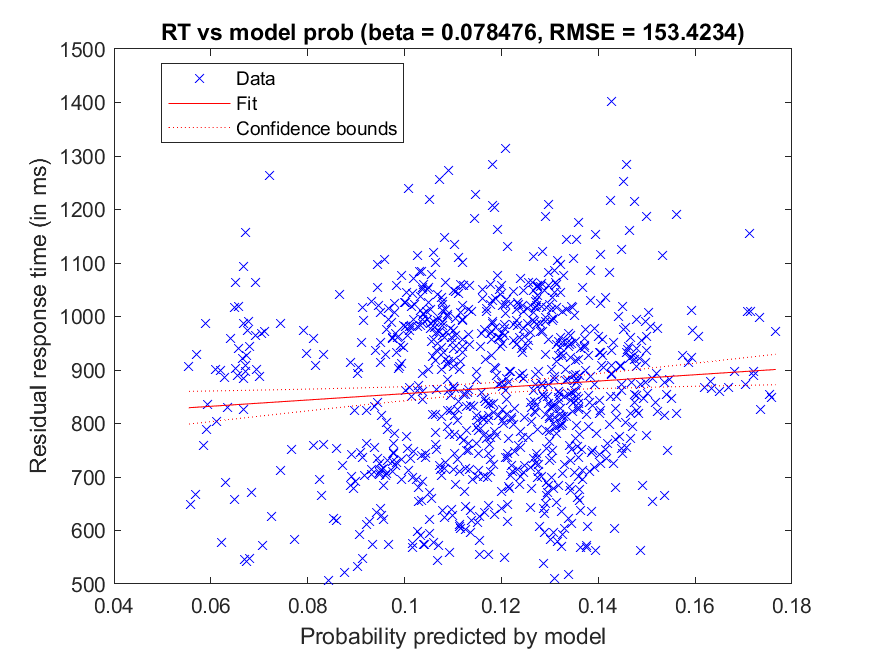 RT vs model prob (beta = 0.078476, RMSE = 153.4234)
1500
1400
1300
1200
1100
1000
900
800
700
600
500
Residual response time (in ms)
Data
Fit
Confidence bounds
0.04 0.06 0.08 0.1 0.12 0.14 0.16 0.18
Probability predicted by model